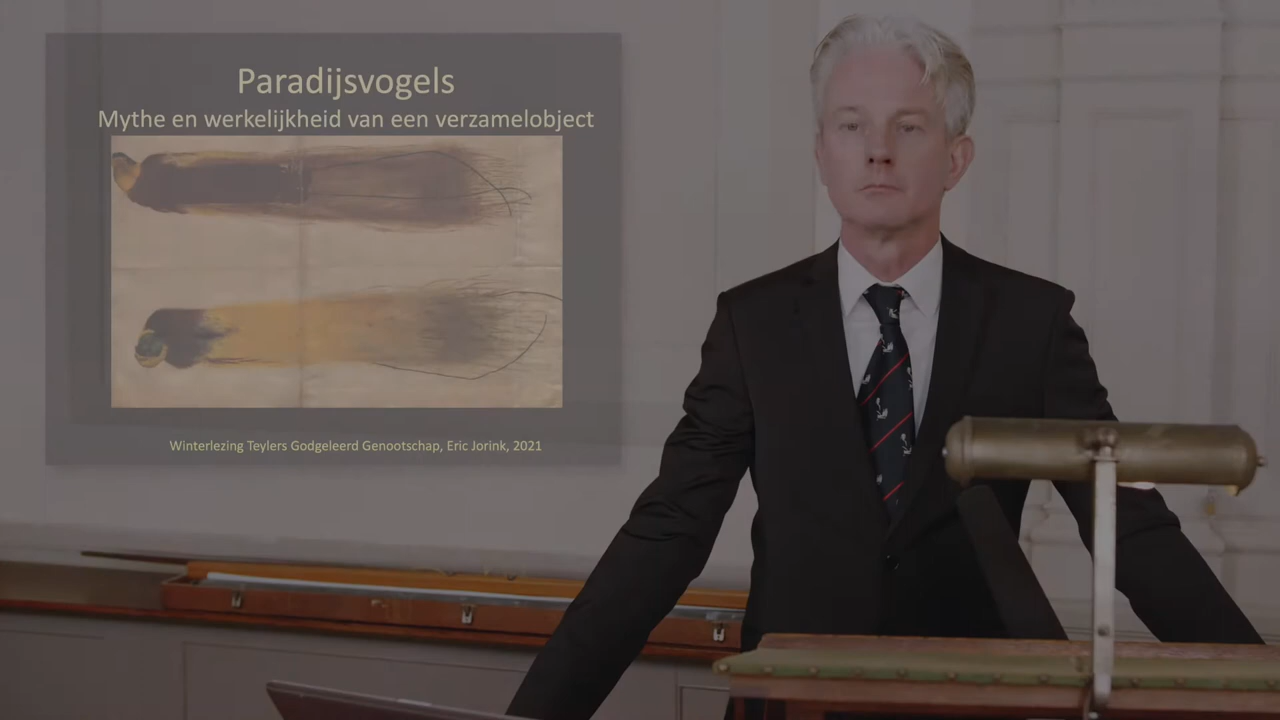 Paradijsvogels
Mythe en werkelijkheid van een verzamelobject
Winterlezing Teylers Godgeleerd Genootschap, Eric Jorink, 2021